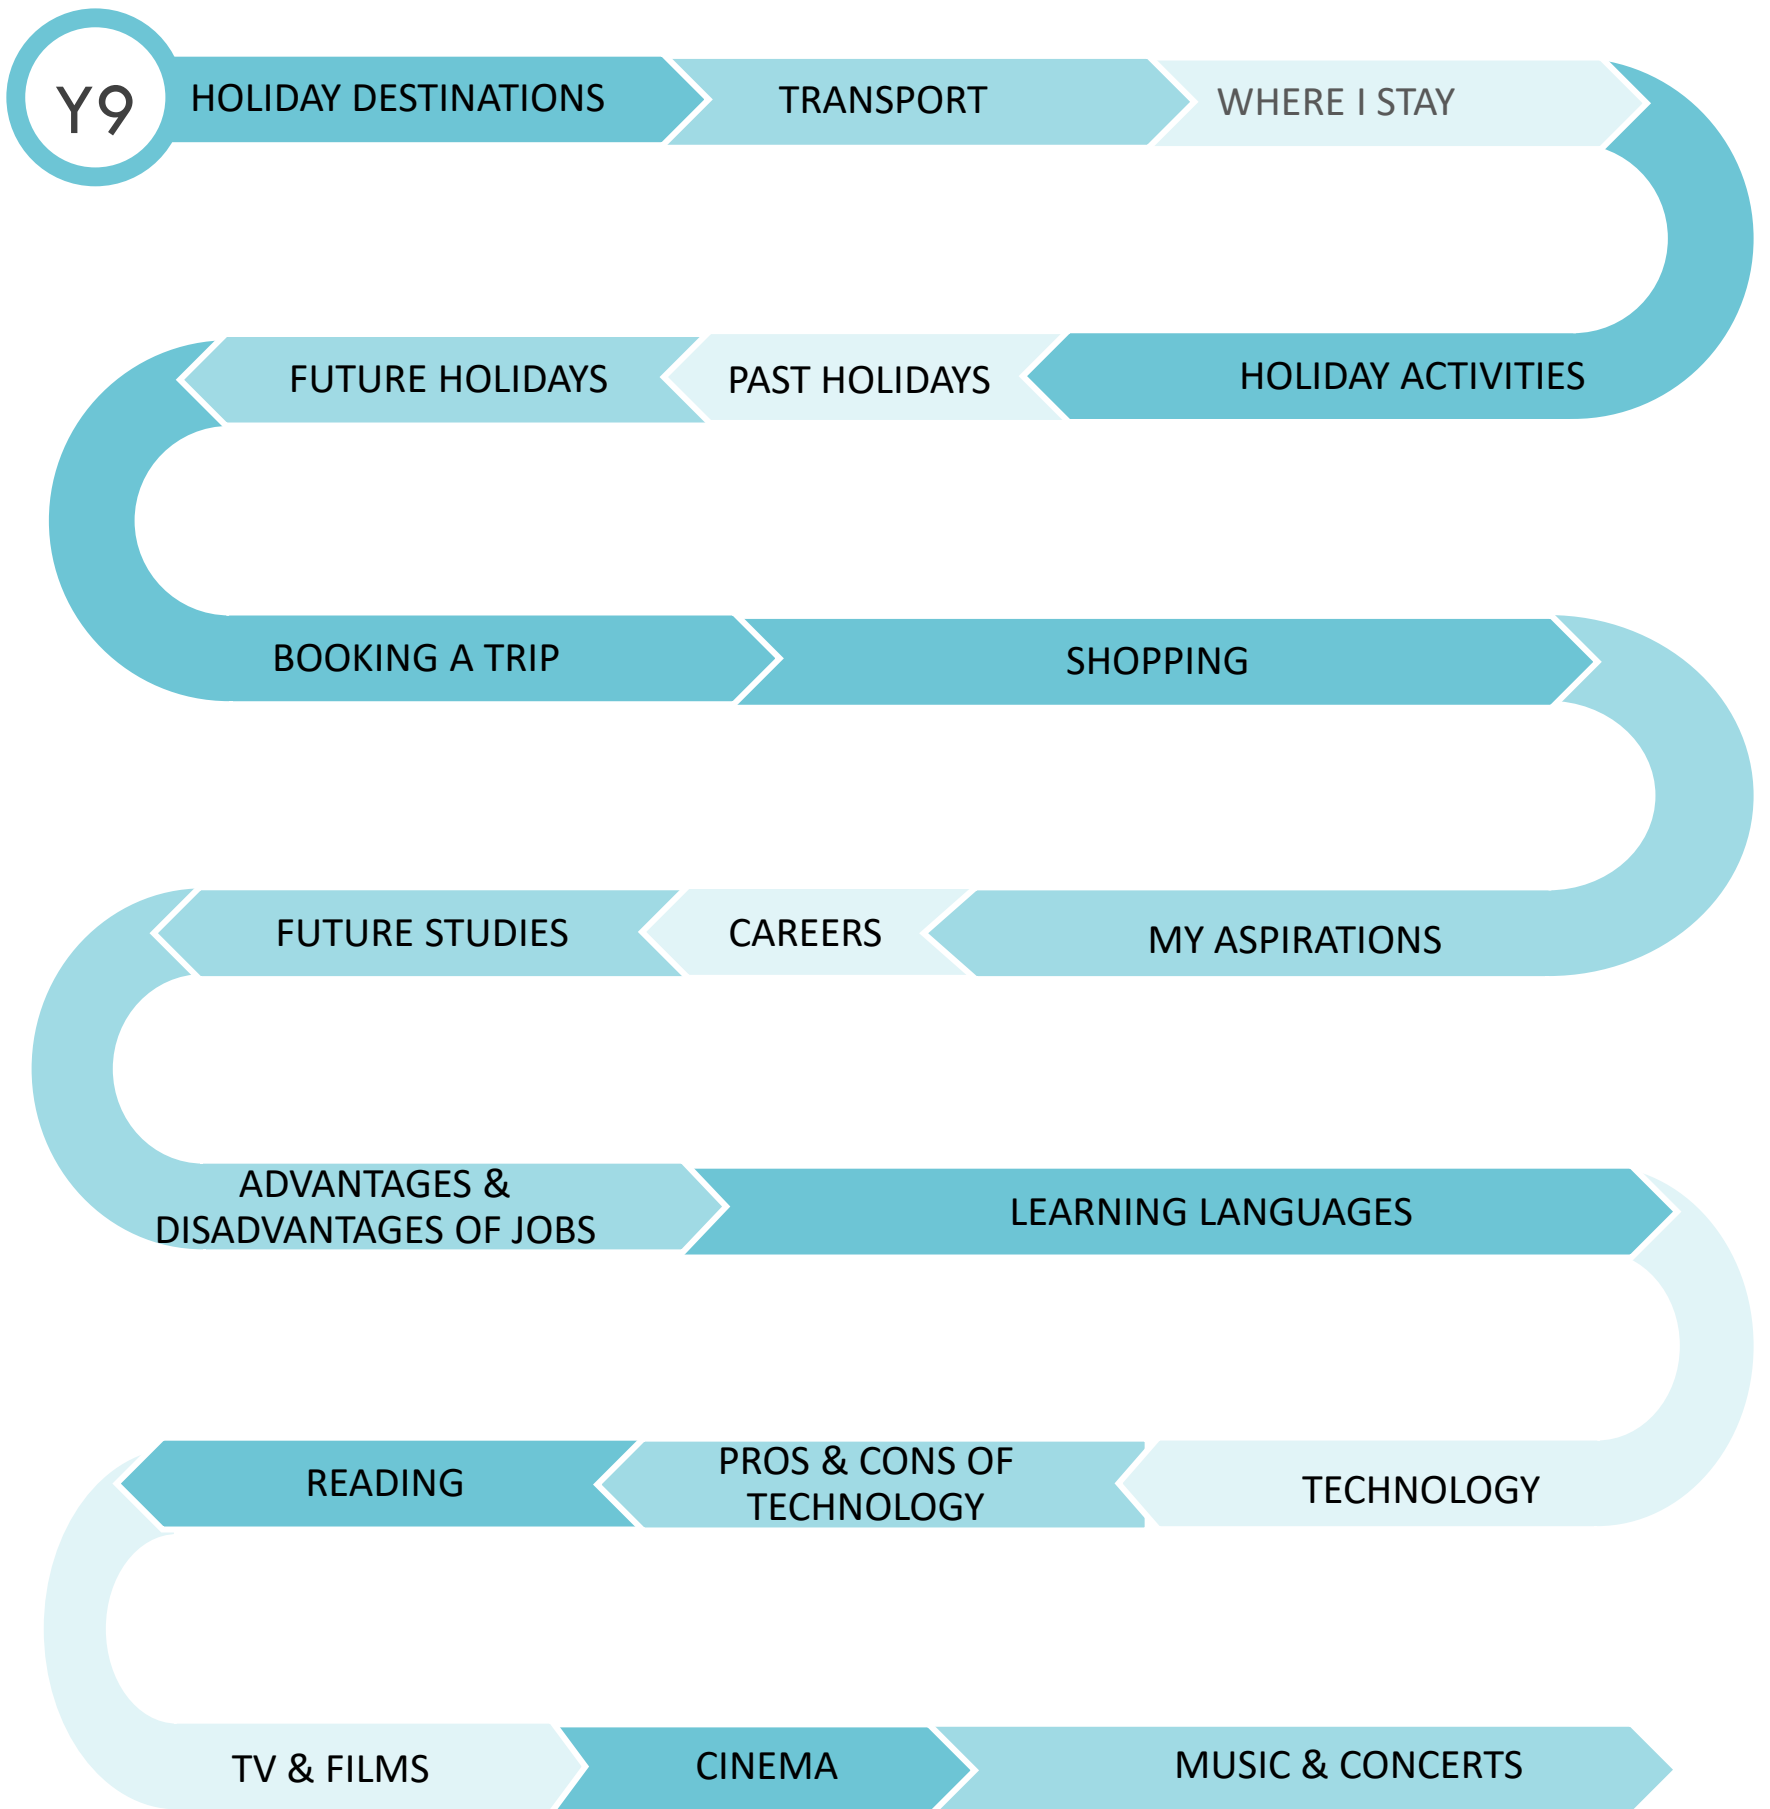 Y9
HOLIDAY DESTINATIONS
TRANSPORT
WHERE I STAY
HOLIDAY ACTIVITIES
PAST HOLIDAYS
FUTURE HOLIDAYS
BOOKING A TRIP
SHOPPING
MY ASPIRATIONS
CAREERS
FUTURE STUDIES
ADVANTAGES &
DISADVANTAGES OF JOBS
LEARNING LANGUAGES
TECHNOLOGY
PROS & CONS OF
TECHNOLOGY
READING
TV & FILMS
CINEMA
MUSIC & CONCERTS